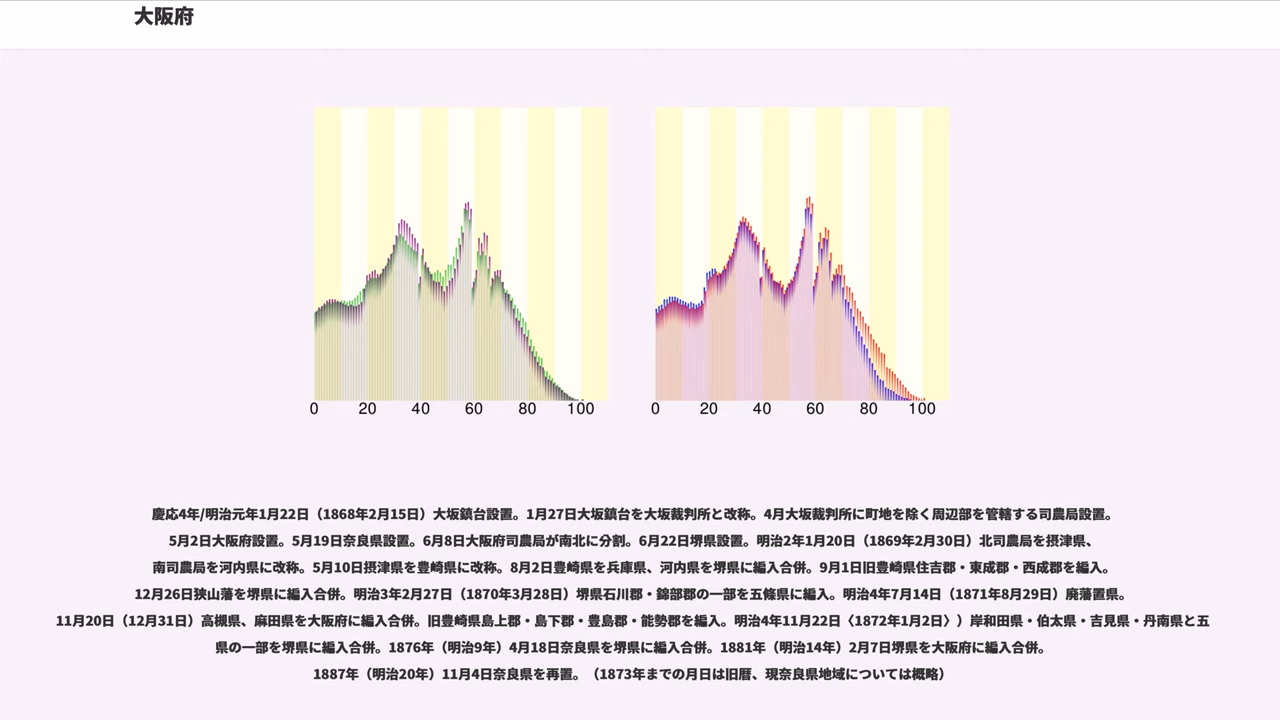 大阪府
0 20 40 60 80 100 0 20 40 60 80 100
慶応4年/明治元年1月22日（1868年2月15日）大坂鎮台設置。1月27日大坂鎮台を大坂裁判所と改称。4月大坂裁判所に町地を除く周辺部を管轄する司農局設置。
5月2日大阪府設置。5月19日奈良県設置。6月8日大阪府司農局が南北に分割。6月22日堺県設置。明治2年1月20日（1869年2月30日）北司農局を摂津県、
南司農局を河内県に改称。5月10日摂津県を豊崎県に改称。8月2日豊崎県を兵庫県、河内県を堺県に編入合併。9月1日旧豊崎県住吉郡・東成郡・西成郡を編入。
12月26日狭山藩を堺県に編入合併。明治3年2月27日（1870年3月28日）堺県石川郡・錦部郡の一部を五條県に編入。明治4年7月14日（1871年8月29日）廃藩置県。
11月20日（12月31日）高槻県、麻田県を大阪府に編入合併。旧豊崎県島上郡・島下郡・豊島郡・能勢郡を編入。明治4年11月22日〈1872年1月2日〉）岸和田県・伯太県・吉見県・丹南県と五
県の一部を堺県に編入合併。1876年（明治9年）4月18日奈良県を堺県に編入合併。1881年（明治14年）2月7日堺県を大阪府に編入合併。
1887年（明治20年）11月4日奈良県を再置。（1873年までの月日は旧暦、現奈良県地域については概略）